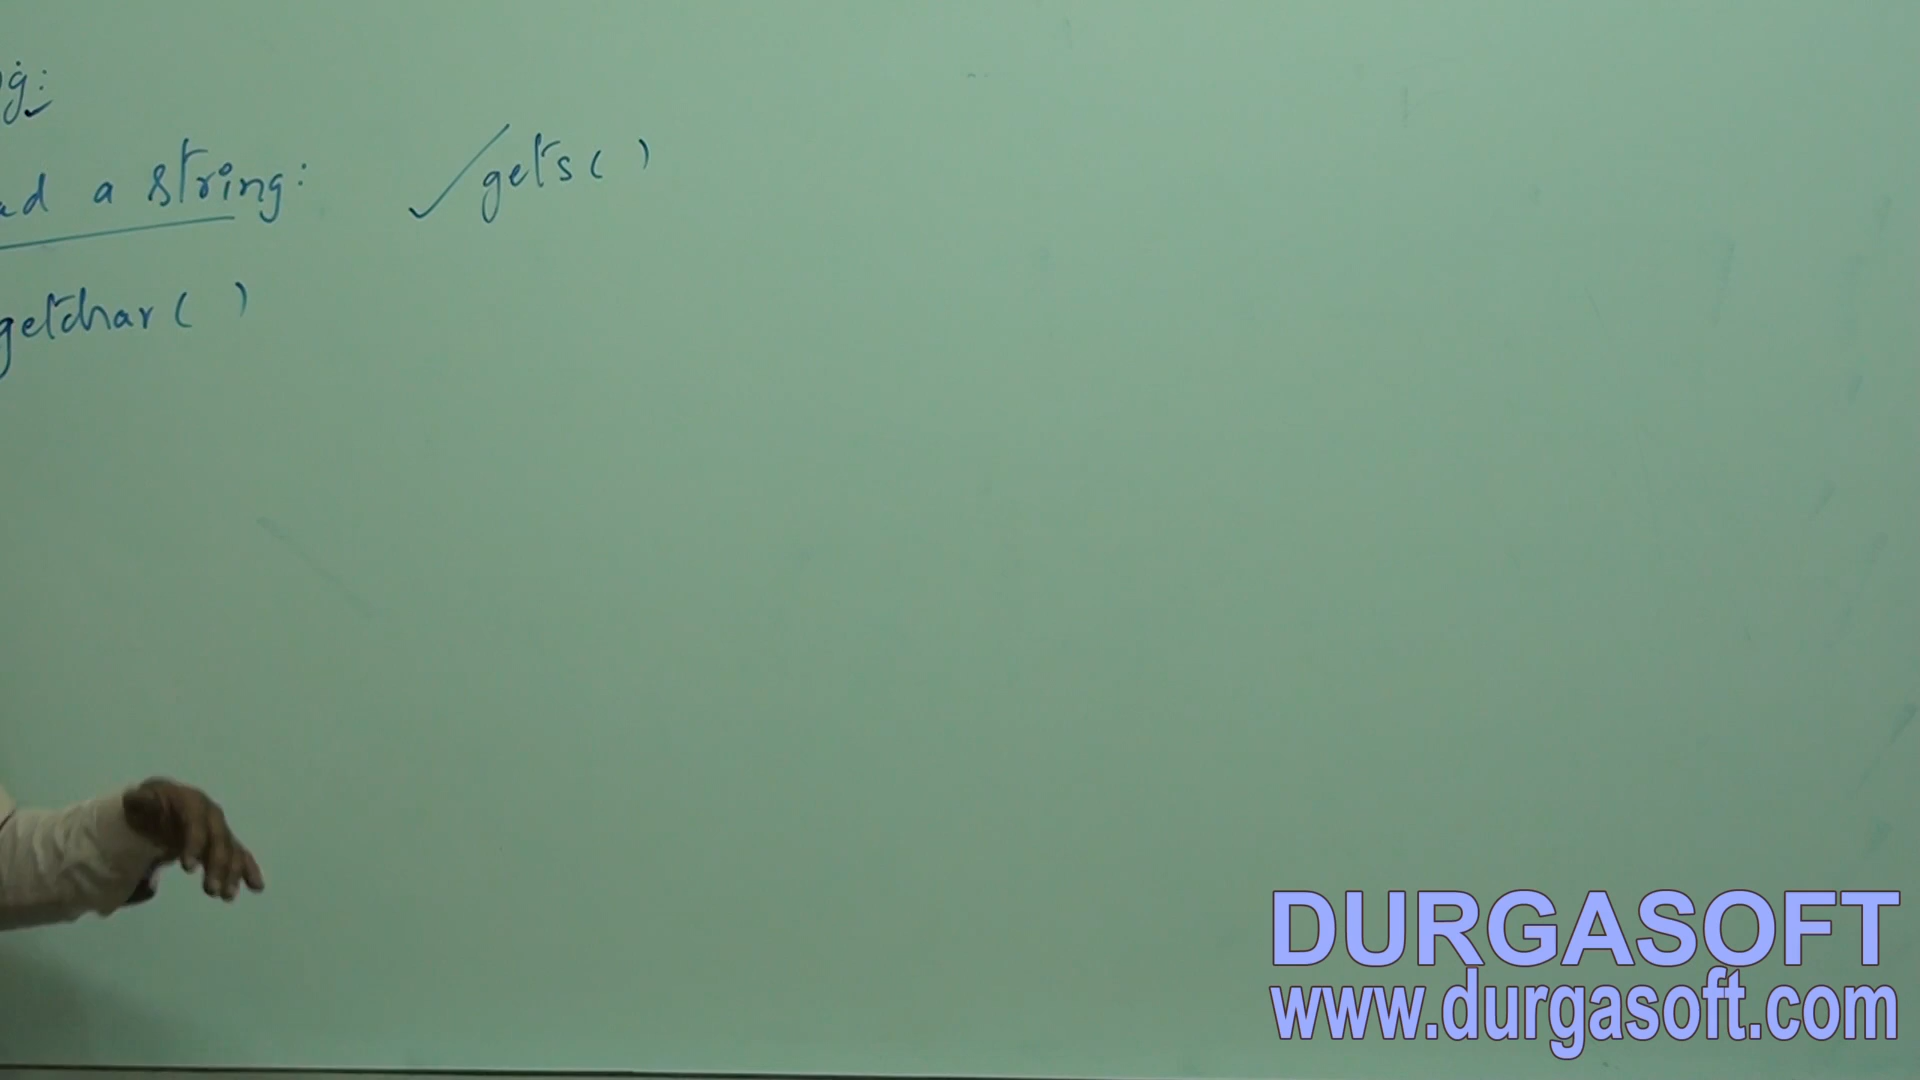 a string: ✓ gets( )
getchar( )
DURGASOFT
www.durgasoft.com